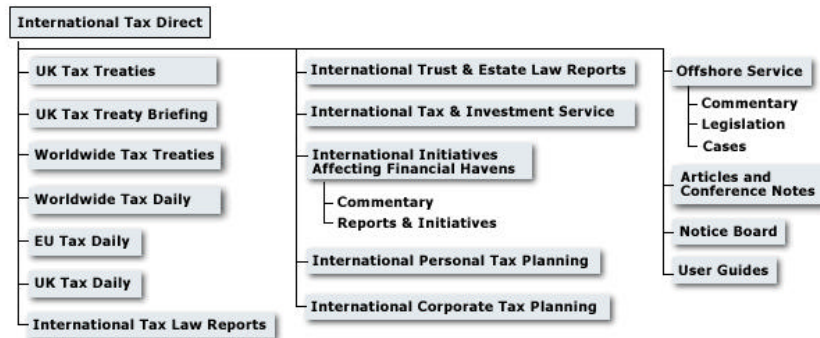 International Tax Direct
UK Tax Treaties
UK Tax Treaty Briefing
Worldwide Tax Treaties
Worldwide Tax Daily
EU Tax Daily
UK Tax Daily
International Tax Law Reports
International Trust & Estate Law Reports
International Tax & Investment Service
International Initiatives
Affecting Financial Havens
Commentary
Reports & Initiatives
International Personal Tax Planning
International Corporate Tax Planning
Offshore Service
Commentary
Legislation
Cases
Articles and
Conference Notes
Notice Board
User Guides